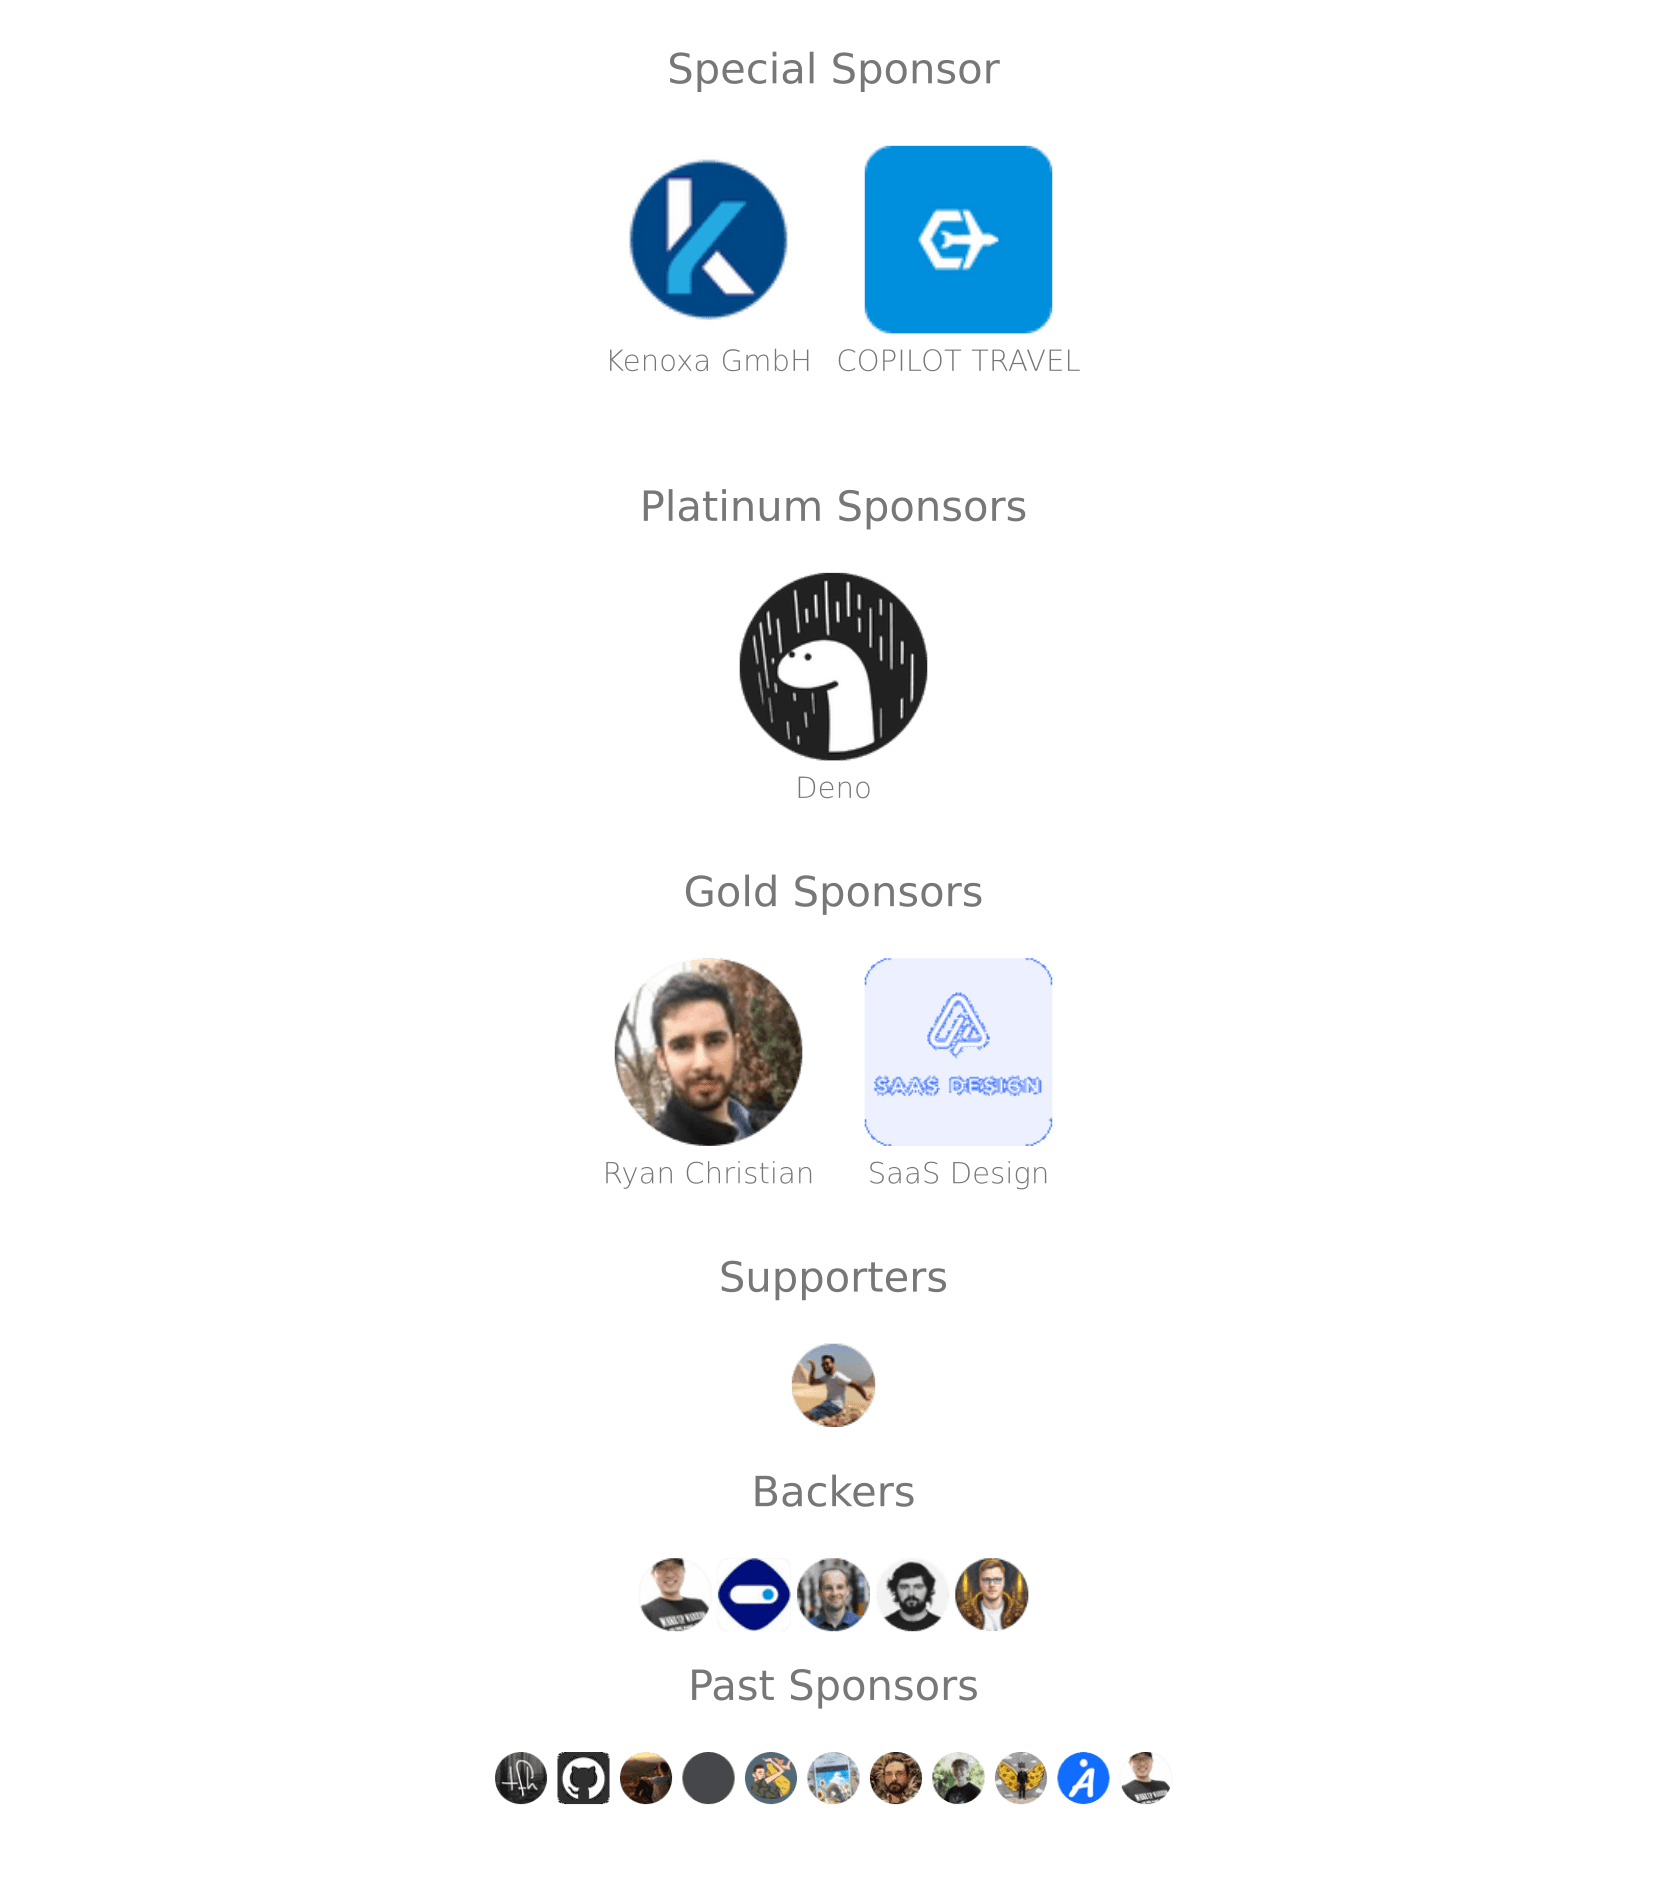 Special Sponsor
Kenoxa GmbH
COPILOT TRAVEL
Platinum Sponsors
Deno
Gold Sponsors
SAAS DESIGN
Ryan Christian
SaaS Design
Supporters
Backers
Past Sponsors